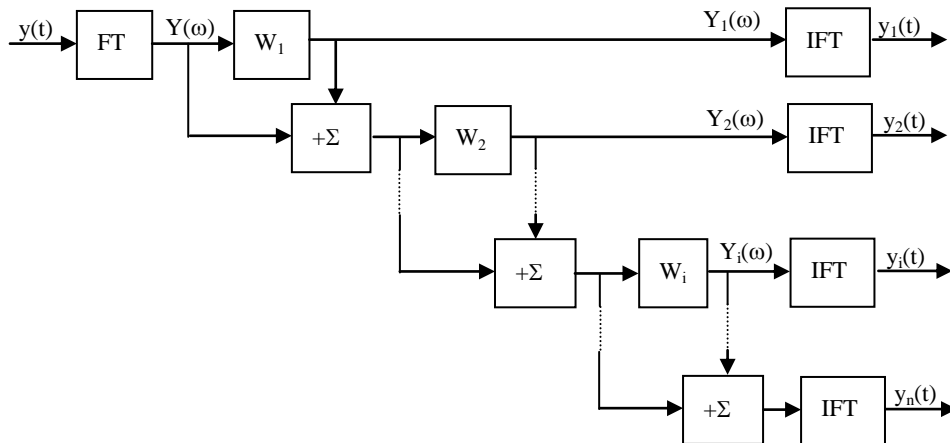 y(t) FT Y(ω) W₁ Y₁(ω) IFT y₁(t)
+Σ W₂ Y₂(ω) IFT y₂(t)
+Σ Wᵢ Yᵢ(ω) IFT yᵢ(t)
+Σ IFT yₙ(t)